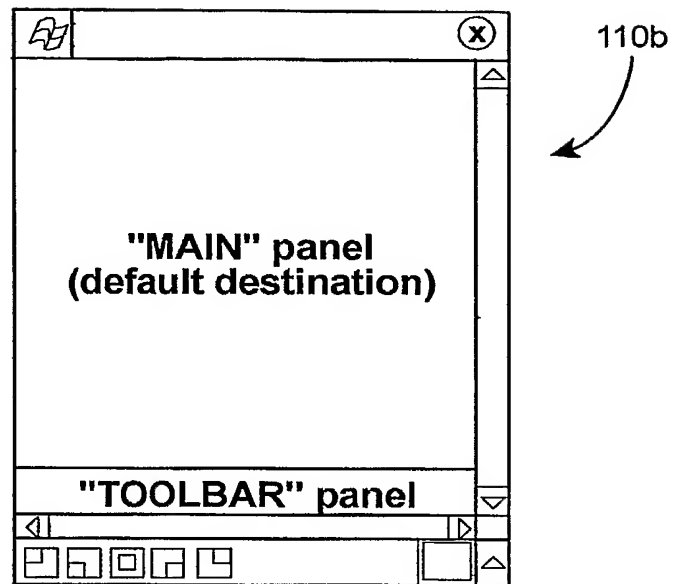 X
110b
"MAIN" panel
(default destination)
"TOOLBAR" panel